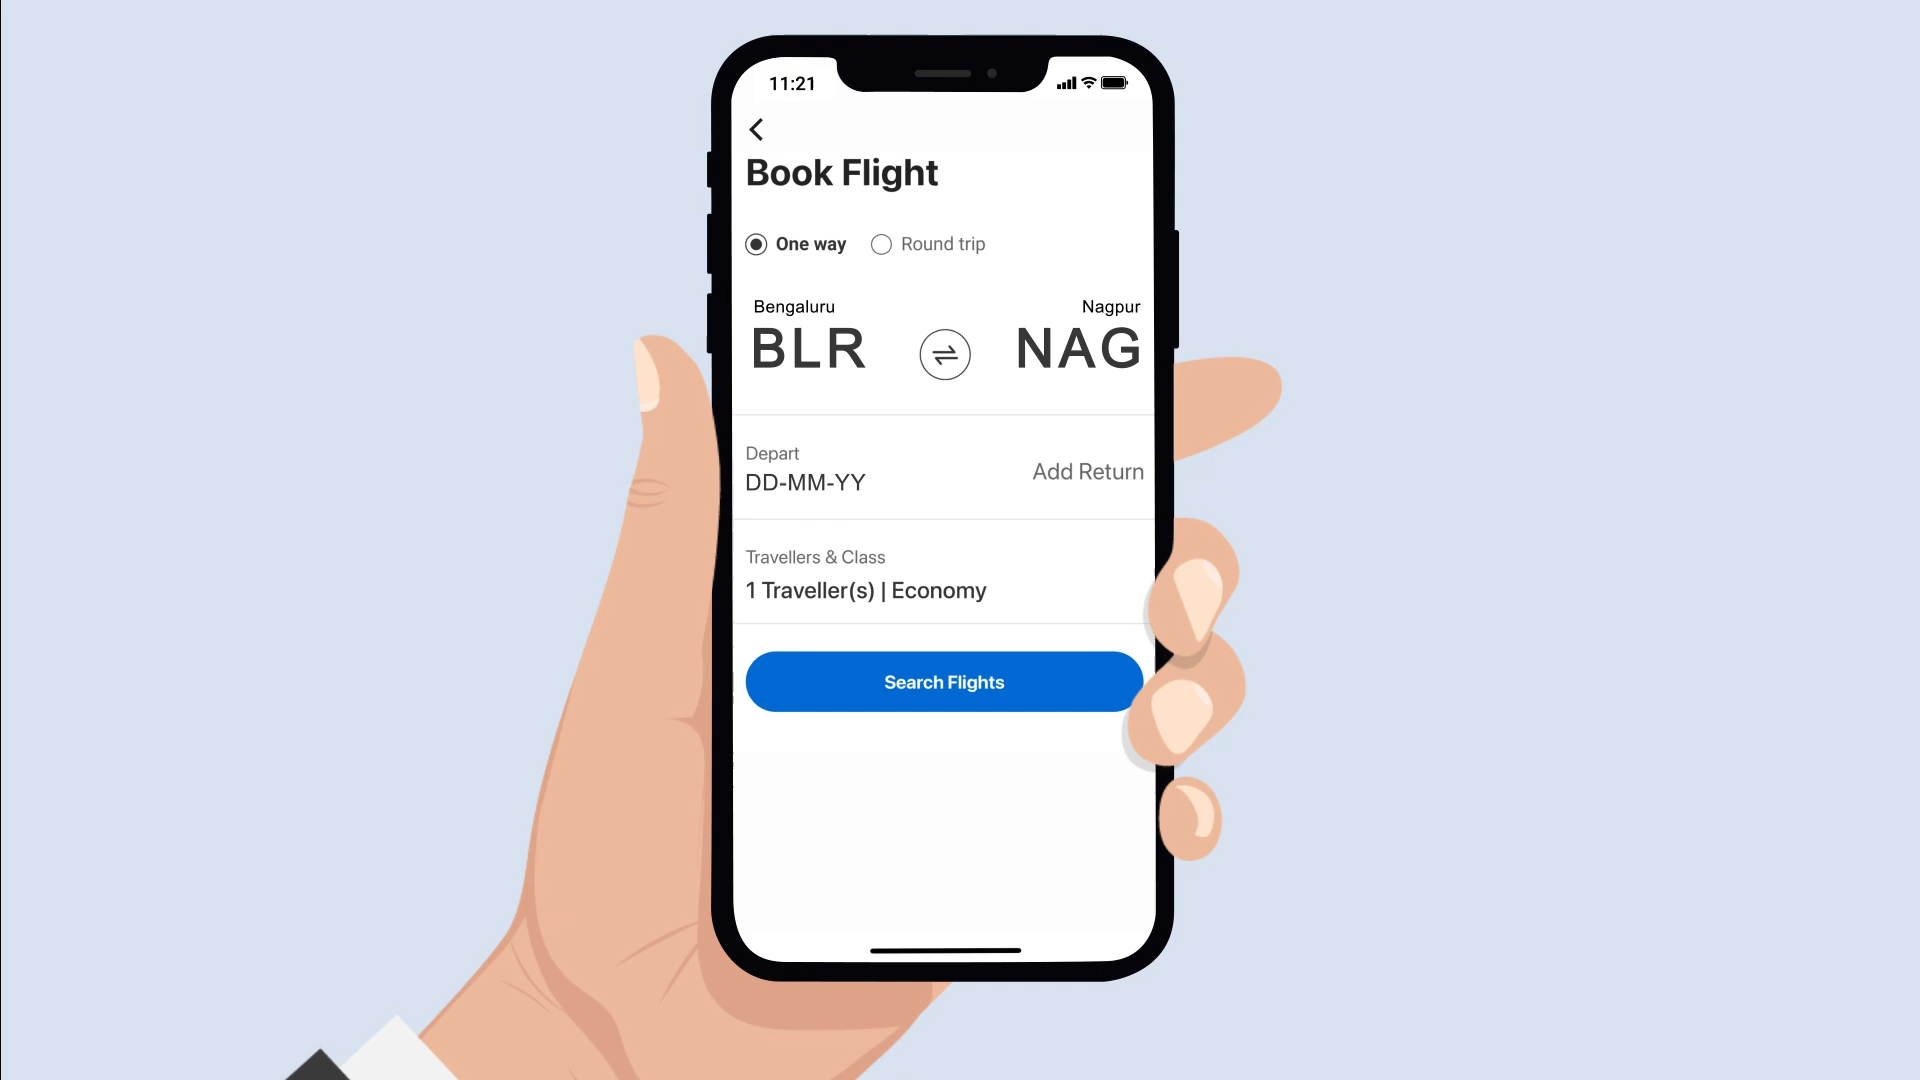 11:21
Book Flight
One way Round trip
Bengaluru Nagpur
BLR NAG
Depart
DD-MM-YY Add Return
Travellers & Class
1 Traveller(s) | Economy
Search Flights